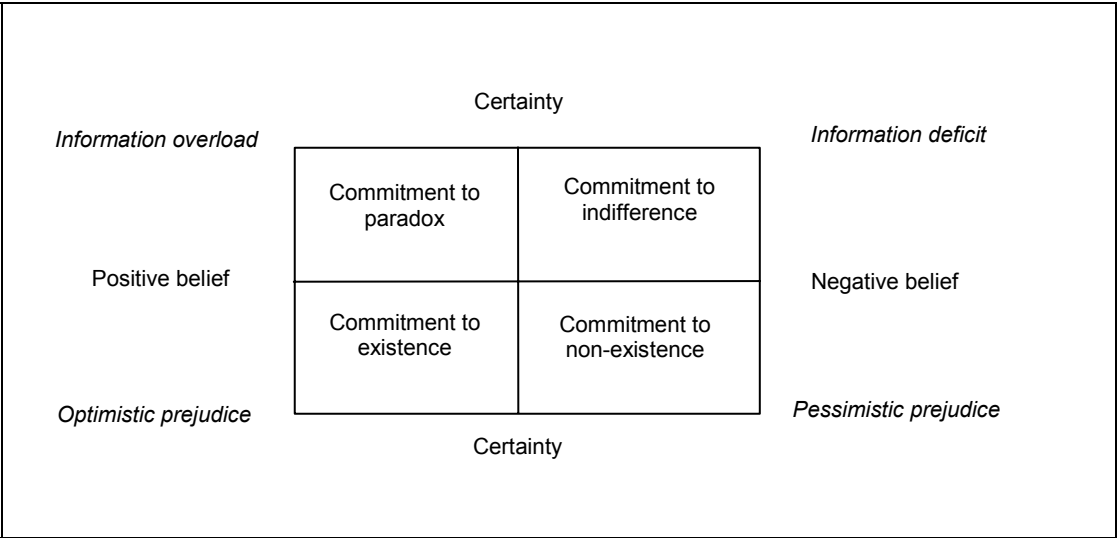 Certainty
Information overload
Information deficit
Commitment to
paradox
Commitment to
indifference
Positive belief
Negative belief
Commitment to
existence
Commitment to
non-existence
Optimistic prejudice
Pessimistic prejudice
Certainty